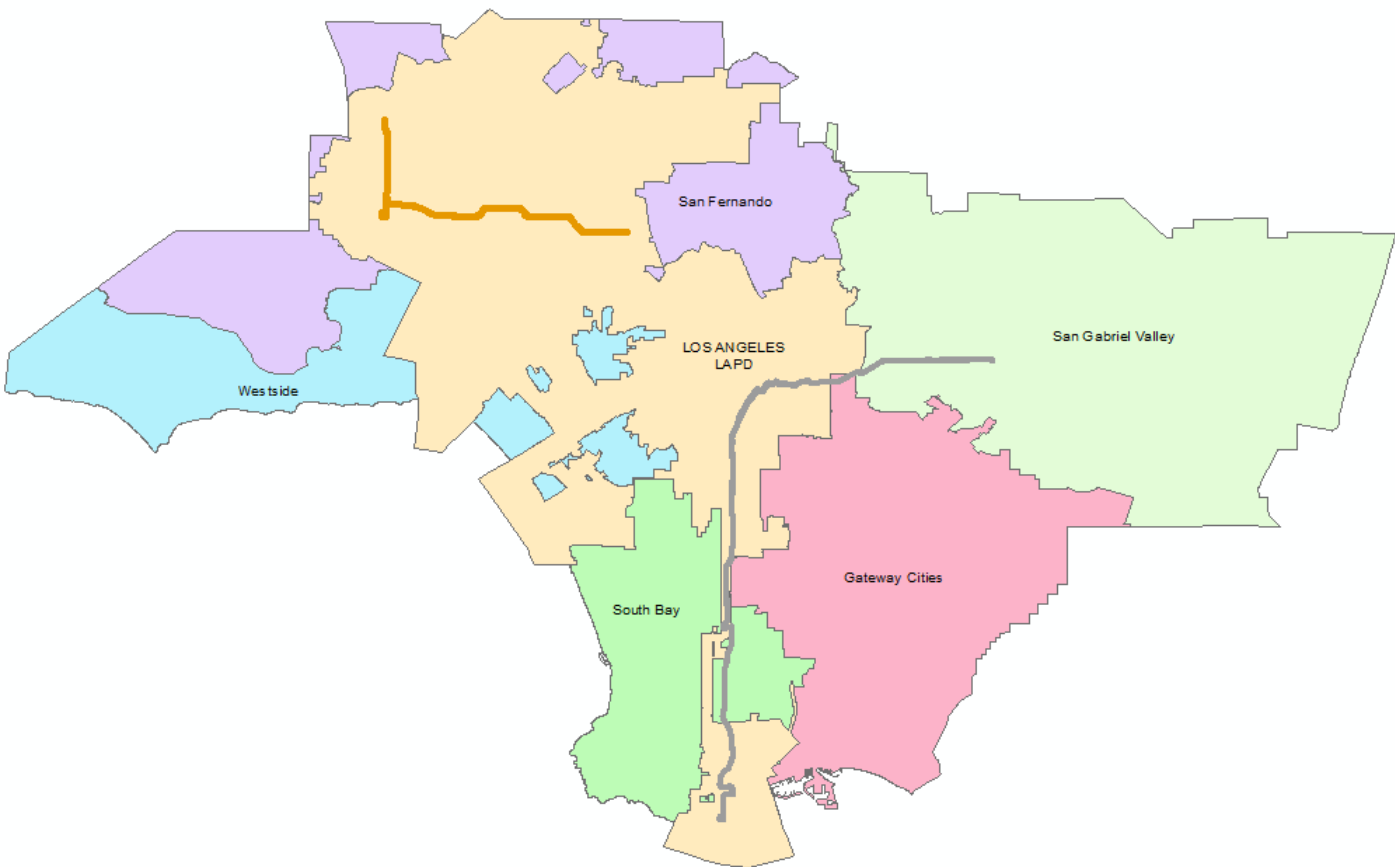 San Fernando
San Gabriel Valley
LOS ANGELES
LAPD
Westside
Gateway Cities
South Bay